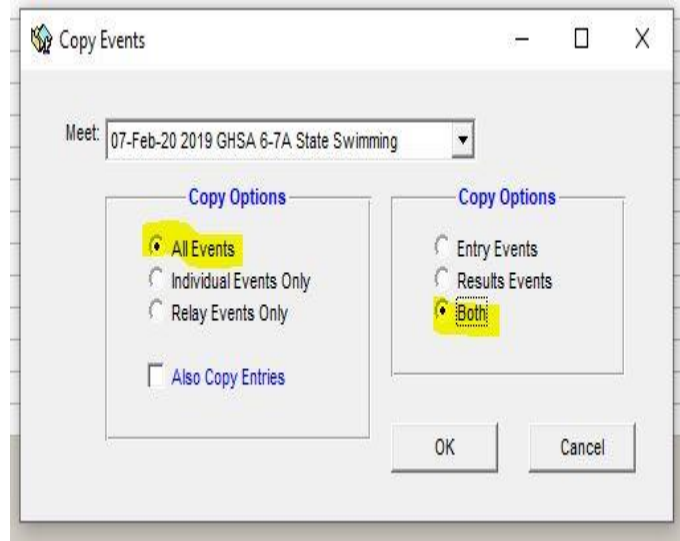 Copy Events
Meet: 07-Feb-20 2019 GHSA 6-7A State Swimming
Copy Options
All Events
Individual Events Only
Relay Events Only
Also Copy Entries
Copy Options
Entry Events
Results Events
Both
OK Cancel